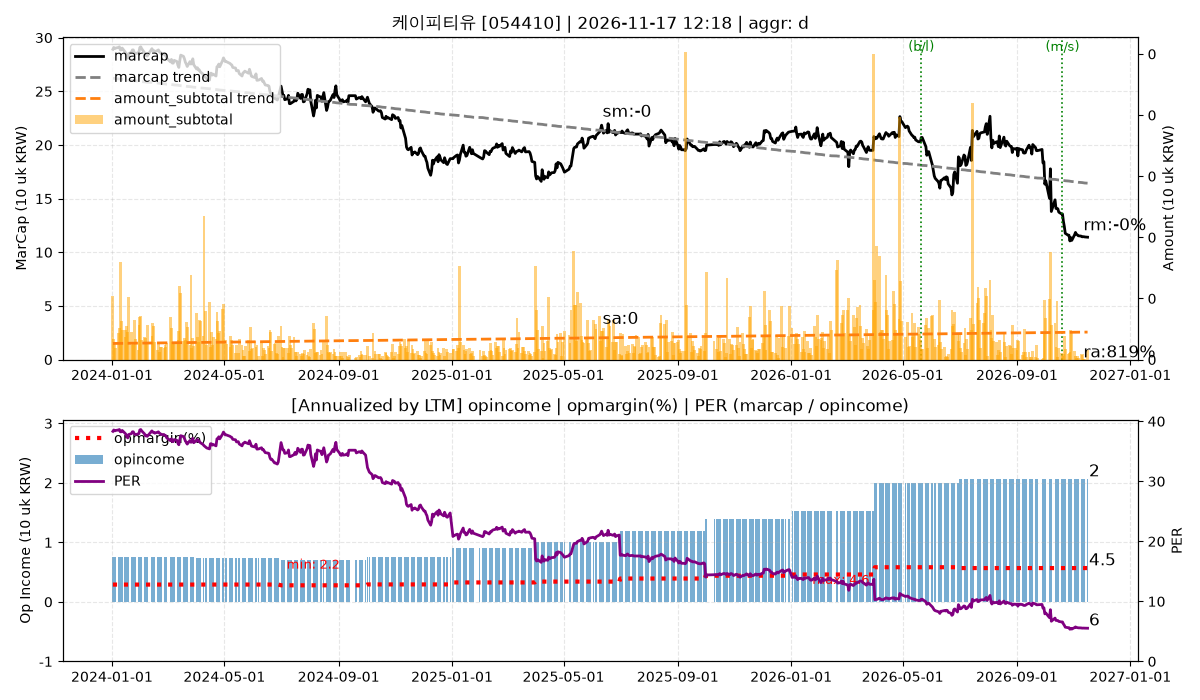 케이피티유 [054410] | 2026-11-17 12:18 | aggr: d
MarCap (10 uk KRW)
30
25
20
15
10
5
0
marcap
marcap trend
amount_subtotal trend
amount_subtotal
(b/l)
(m/s)
sm:-0
sa:0
rm:-0%
ra:819%
0
0
0
0
0
0
Amount (10 uk KRW)
2024-01-01 2024-05-01 2024-09-01 2025-01-01 2025-05-01 2025-09-01 2026-01-01 2026-05-01 2026-09-01 2027-01-01
[Annualized by LTM] opincome | opmargin(%) | PER (marcap / opincome)
Op Income (10 uk KRW)
3
2
1
0
-1
opmargin(%)
opincome
PER
min: 2.2
max: 4.6
2
4.5
6
40
30
20
10
0
PER
2024-01-01 2024-05-01 2024-09-01 2025-01-01 2025-05-01 2025-09-01 2026-01-01 2026-05-01 2026-09-01 2027-01-01